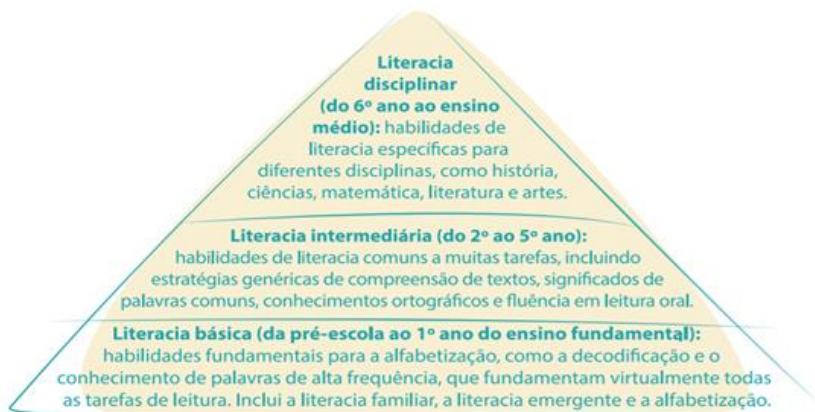 Literacia
disciplinar
(do 6º ano ao ensino
médio): habilidades de
literacia específicas para
diferentes disciplinas, como história,
ciências, matemática, literatura e artes.
Literacia intermediária (do 2º ao 5º ano):
habilidades de literacia comuns a muitas tarefas, incluindo
estratégias genéricas de compreensão de textos, significados de
palavras comuns, conhecimentos ortográficos e fluência em leitura oral.
Literacia básica (da pré-escola ao 1º ano do ensino fundamental):
habilidades fundamentais para a alfabetização, como a decodificação e o
conhecimento de palavras de alta frequência, que fundamentam virtualmente todas
as tarefas de leitura. Inclui a literacia familiar, a literacia emergente e a alfabetização.